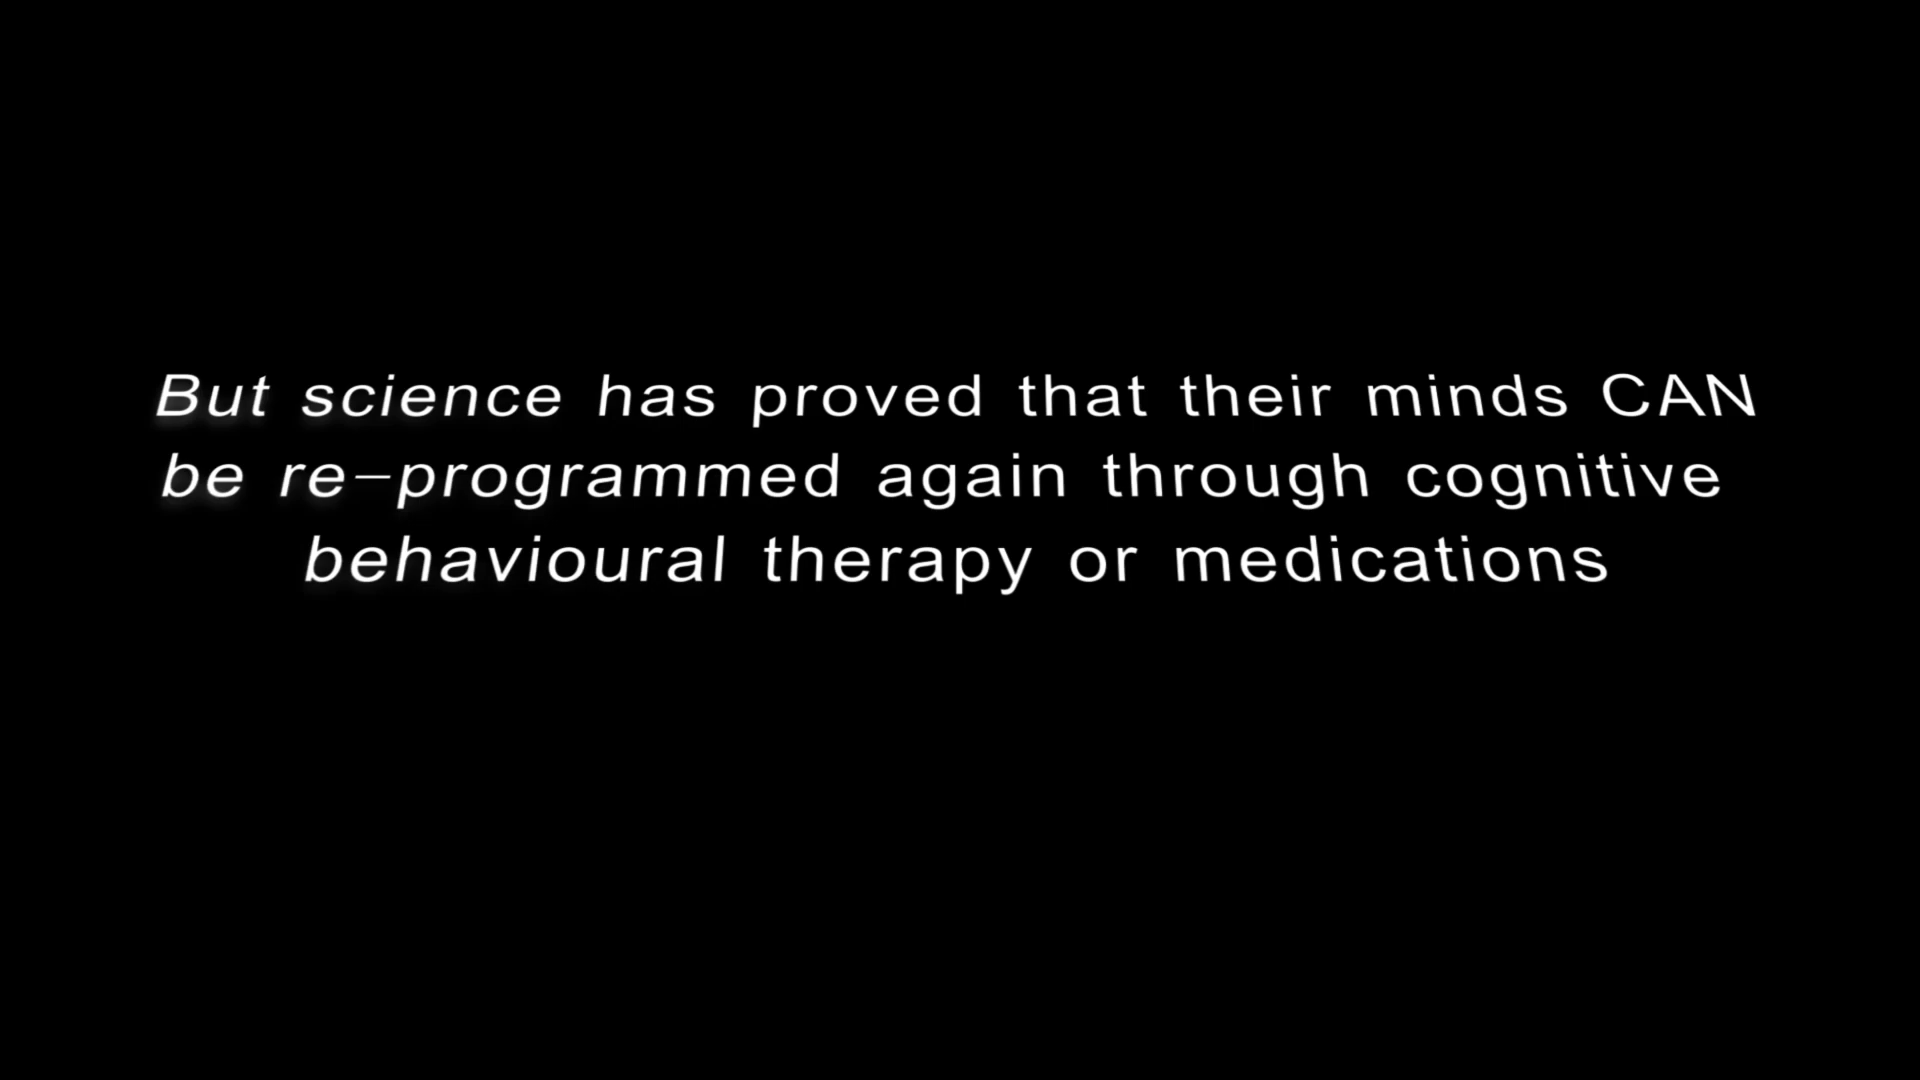 But science has proved that their minds CAN
be re-programmed again through cognitive
behavioural therapy or medications